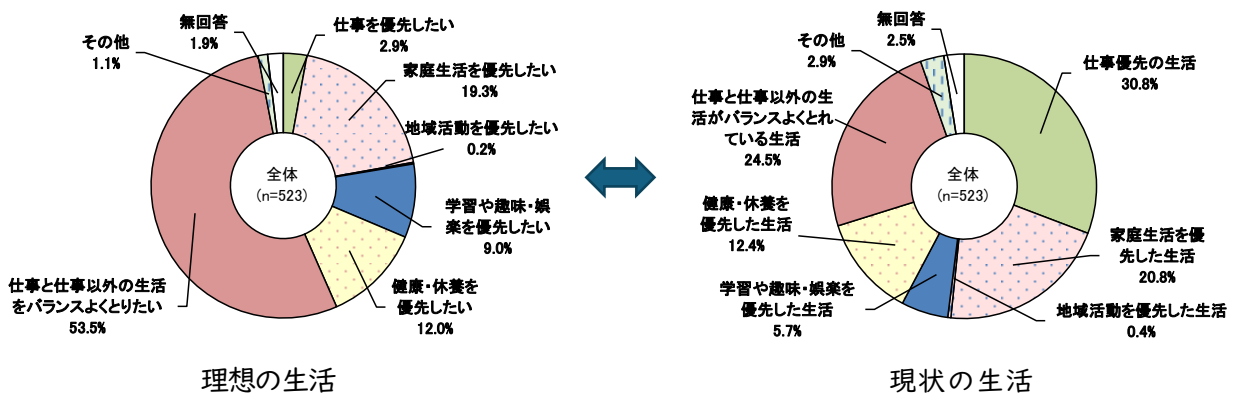 無回答
1.9%
仕事を優先したい
2.9%
その他
1.1%
家庭生活を優先したい
19.3%
地域活動を優先したい
0.2%
全体
(n=523)
学習や趣味・娯
楽を優先したい
9.0%
健康・休養を
優先したい
12.0%
仕事と仕事以外の生活
をバランスよくとりたい
53.5%
理想の生活
無回答
2.5%
その他
2.9%
仕事優先の生活
30.8%
仕事と仕事以外の生
活がバランスよくとれ
ている生活
24.5%
全体
(n=523)
健康・休養を
優先した生活
12.4%
家庭生活を優
先した生活
20.8%
学習や趣味・娯楽を
優先した生活
5.7%
地域活動を優先した生活
0.4%
現状の生活